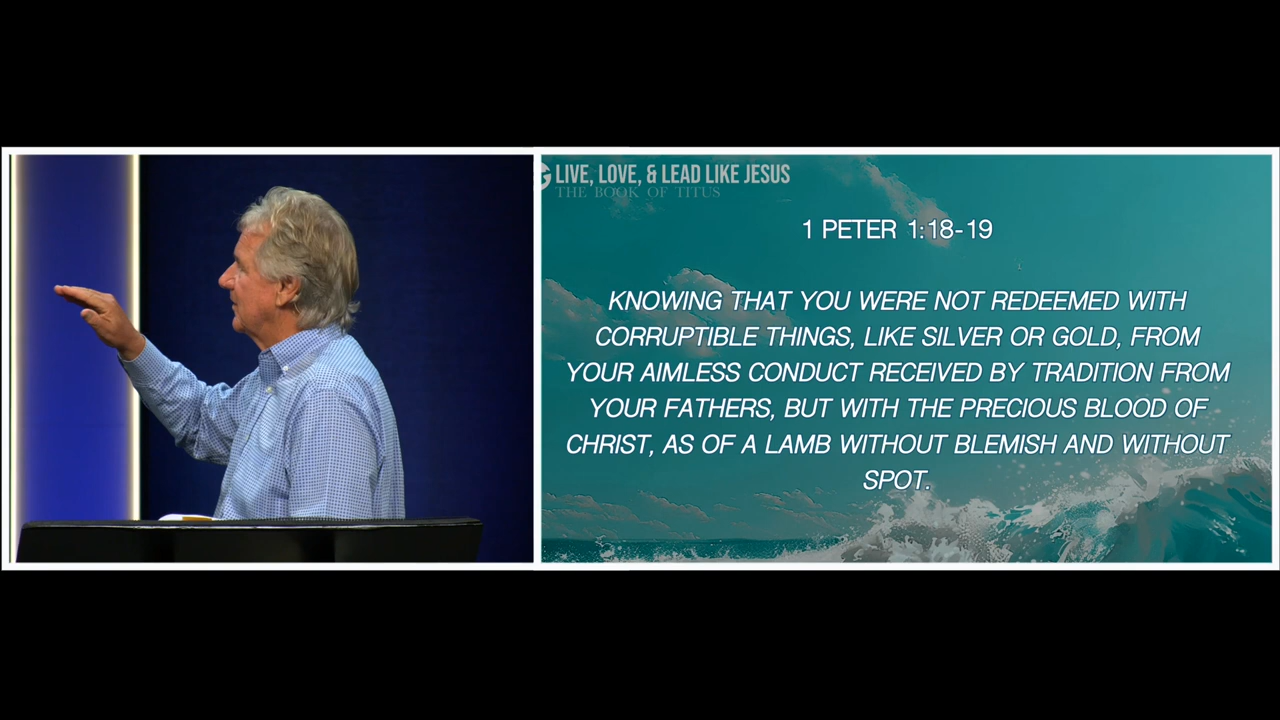 LIVE, LOVE, & LEAD LIKE JESUS
THE BOOK OF TITUS
1 PETER 1:18-19
KNOWING THAT YOU WERE NOT REDEEMED WITH
CORRUPTIBLE THINGS, LIKE SILVER OR GOLD, FROM
YOUR AIMLESS CONDUCT RECEIVED BY TRADITION FROM
YOUR FATHERS, BUT WITH THE PRECIOUS BLOOD OF
CHRIST, AS OF A LAMB WITHOUT BLEMISH AND WITHOUT
SPOT.